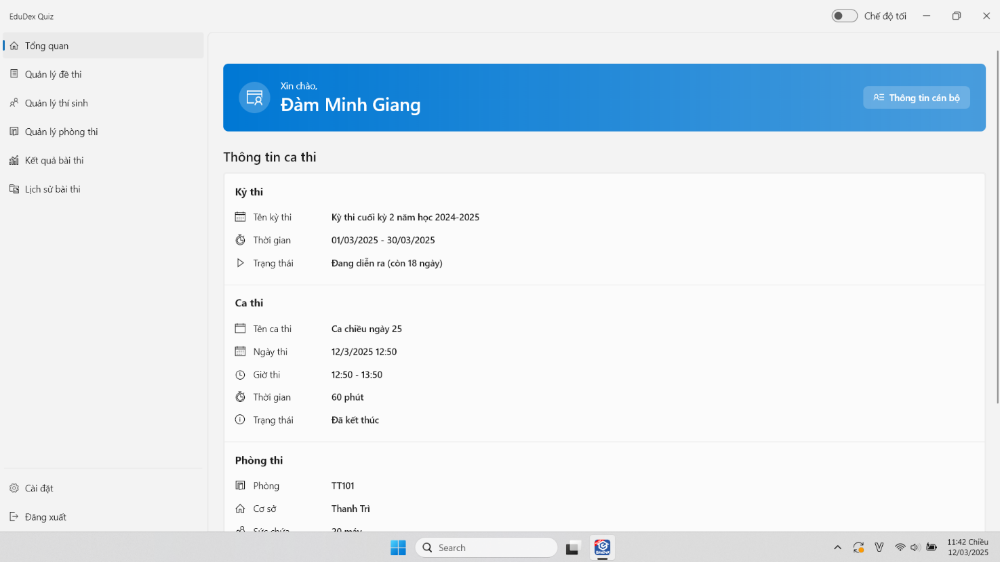 EduDex Quiz
Chế độ tối
Tổng quan
Quản lý đề thi
Quản lý thí sinh
Quản lý phòng thi
Kết quả bài thi
Lịch sử bài thi
Cài đặt
Đăng xuất
Xin chào,
Đàm Minh Giang
Thông tin cán bộ
Thông tin ca thi
Kỳ thi
Tên kỳ thi Kỳ thi cuối kỳ 2 năm học 2024-2025
Thời gian 01/03/2025 - 30/03/2025
Trạng thái Đang diễn ra (còn 18 ngày)
Ca thi
Tên ca thi Ca chiều ngày 25
Ngày thi 12/3/2025 12:50
Giờ thi 12:50 - 13:50
Thời gian 60 phút
Trạng thái Đã kết thúc
Phòng thi
Phòng TT101
Cơ sở Thanh Trì
Sức chứa 20 máy
Search
V
11:42 Chiều
12/03/2025